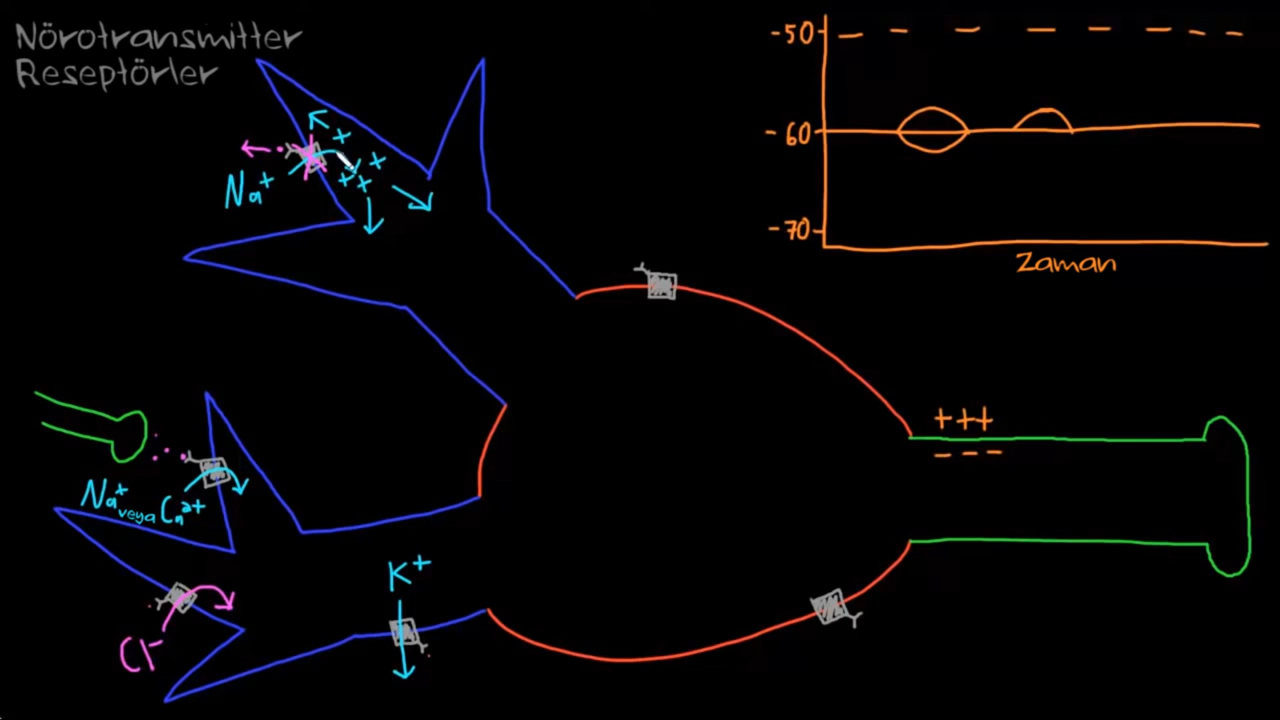 Nörotransmitter
Reseptörler
-50
-60
-70
Zaman
Na+
+ + + + +
+++
- - -
Na+ veya Ca2+
K+
Cl-